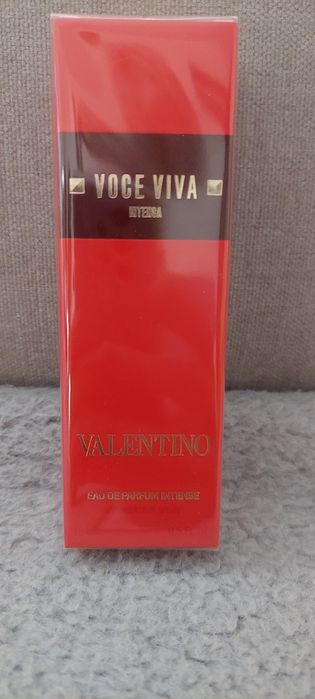 VOCE VIVA
INTENSA
VALENTINO
EAU DE PARFUM INTENSE